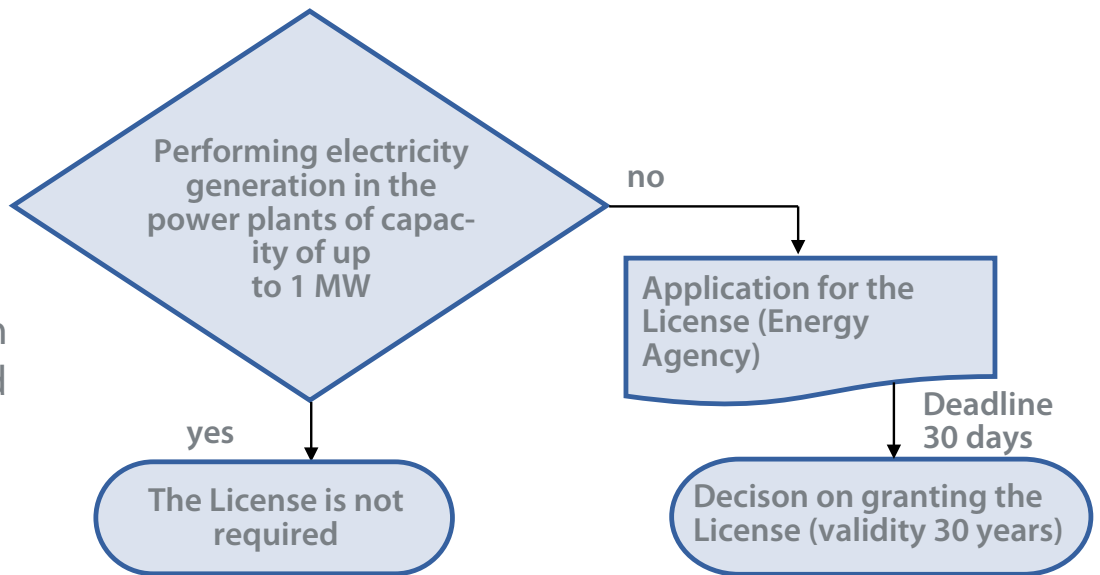 Performing electricity
generation in the
power plants of capac-
ity of up
to 1 MW
no
Application for the
License (Energy
Agency)
Deadline
30 days
yes
The License is not
required
Decison on granting the
License (validity 30 years)